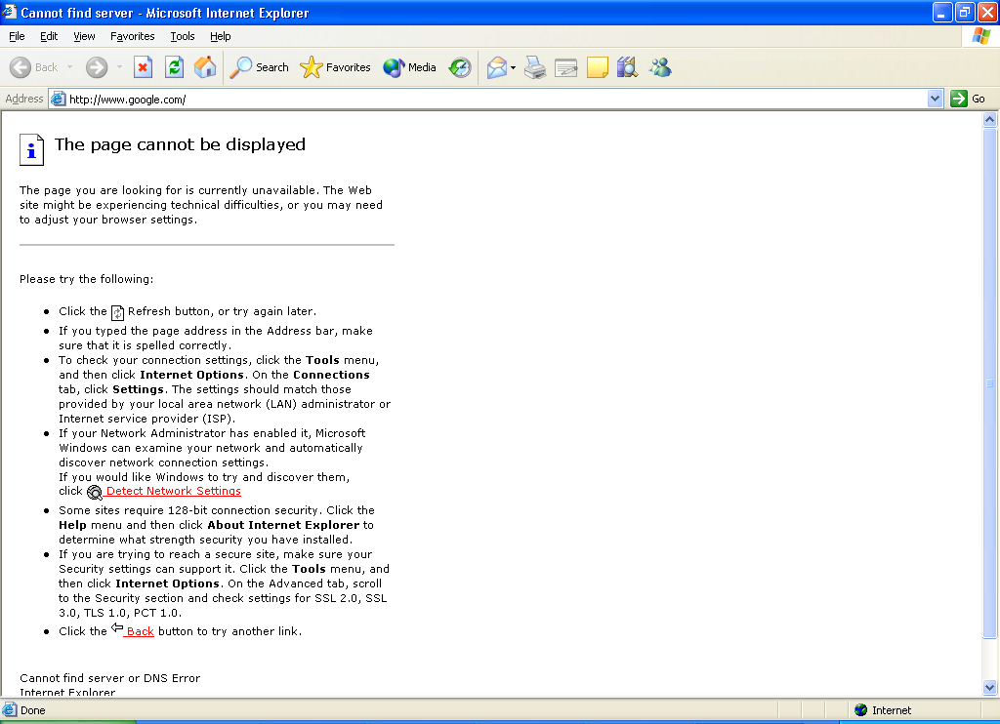 Cannot find server - Microsoft Internet Explorer
File Edit View Favorites Tools Help
Back Search Favorites Media
Address http://www.google.com/ Go
The page cannot be displayed
The page you are looking for is currently unavailable. The Web
site might be experiencing technical difficulties, or you may need
to adjust your browser settings.
Please try the following:
• Click the Refresh button, or try again later.
• If you typed the page address in the Address bar, make
sure that it is spelled correctly.
• To check your connection settings, click the Tools menu,
and then click Internet Options. On the Connections
tab, click Settings. The settings should match those
provided by your local area network (LAN) administrator or
Internet service provider (ISP).
• If your Network Administrator has enabled it, Microsoft
Windows can examine your network and automatically
discover network connection settings.
If you would like Windows to try and discover them,
click Detect Network Settings
• Some sites require 128-bit connection security. Click the
Help menu and then click About Internet Explorer to
determine what strength security you have installed.
• If you are trying to reach a secure site, make sure your
Security settings can support it. Click the Tools menu, and
then click Internet Options. On the Advanced tab, scroll
to the Security section and check settings for SSL 2.0, SSL
3.0, TLS 1.0, PCT 1.0.
• Click the Back button to try another link.
Cannot find server or DNS Error
Internet Explorer
Done Internet